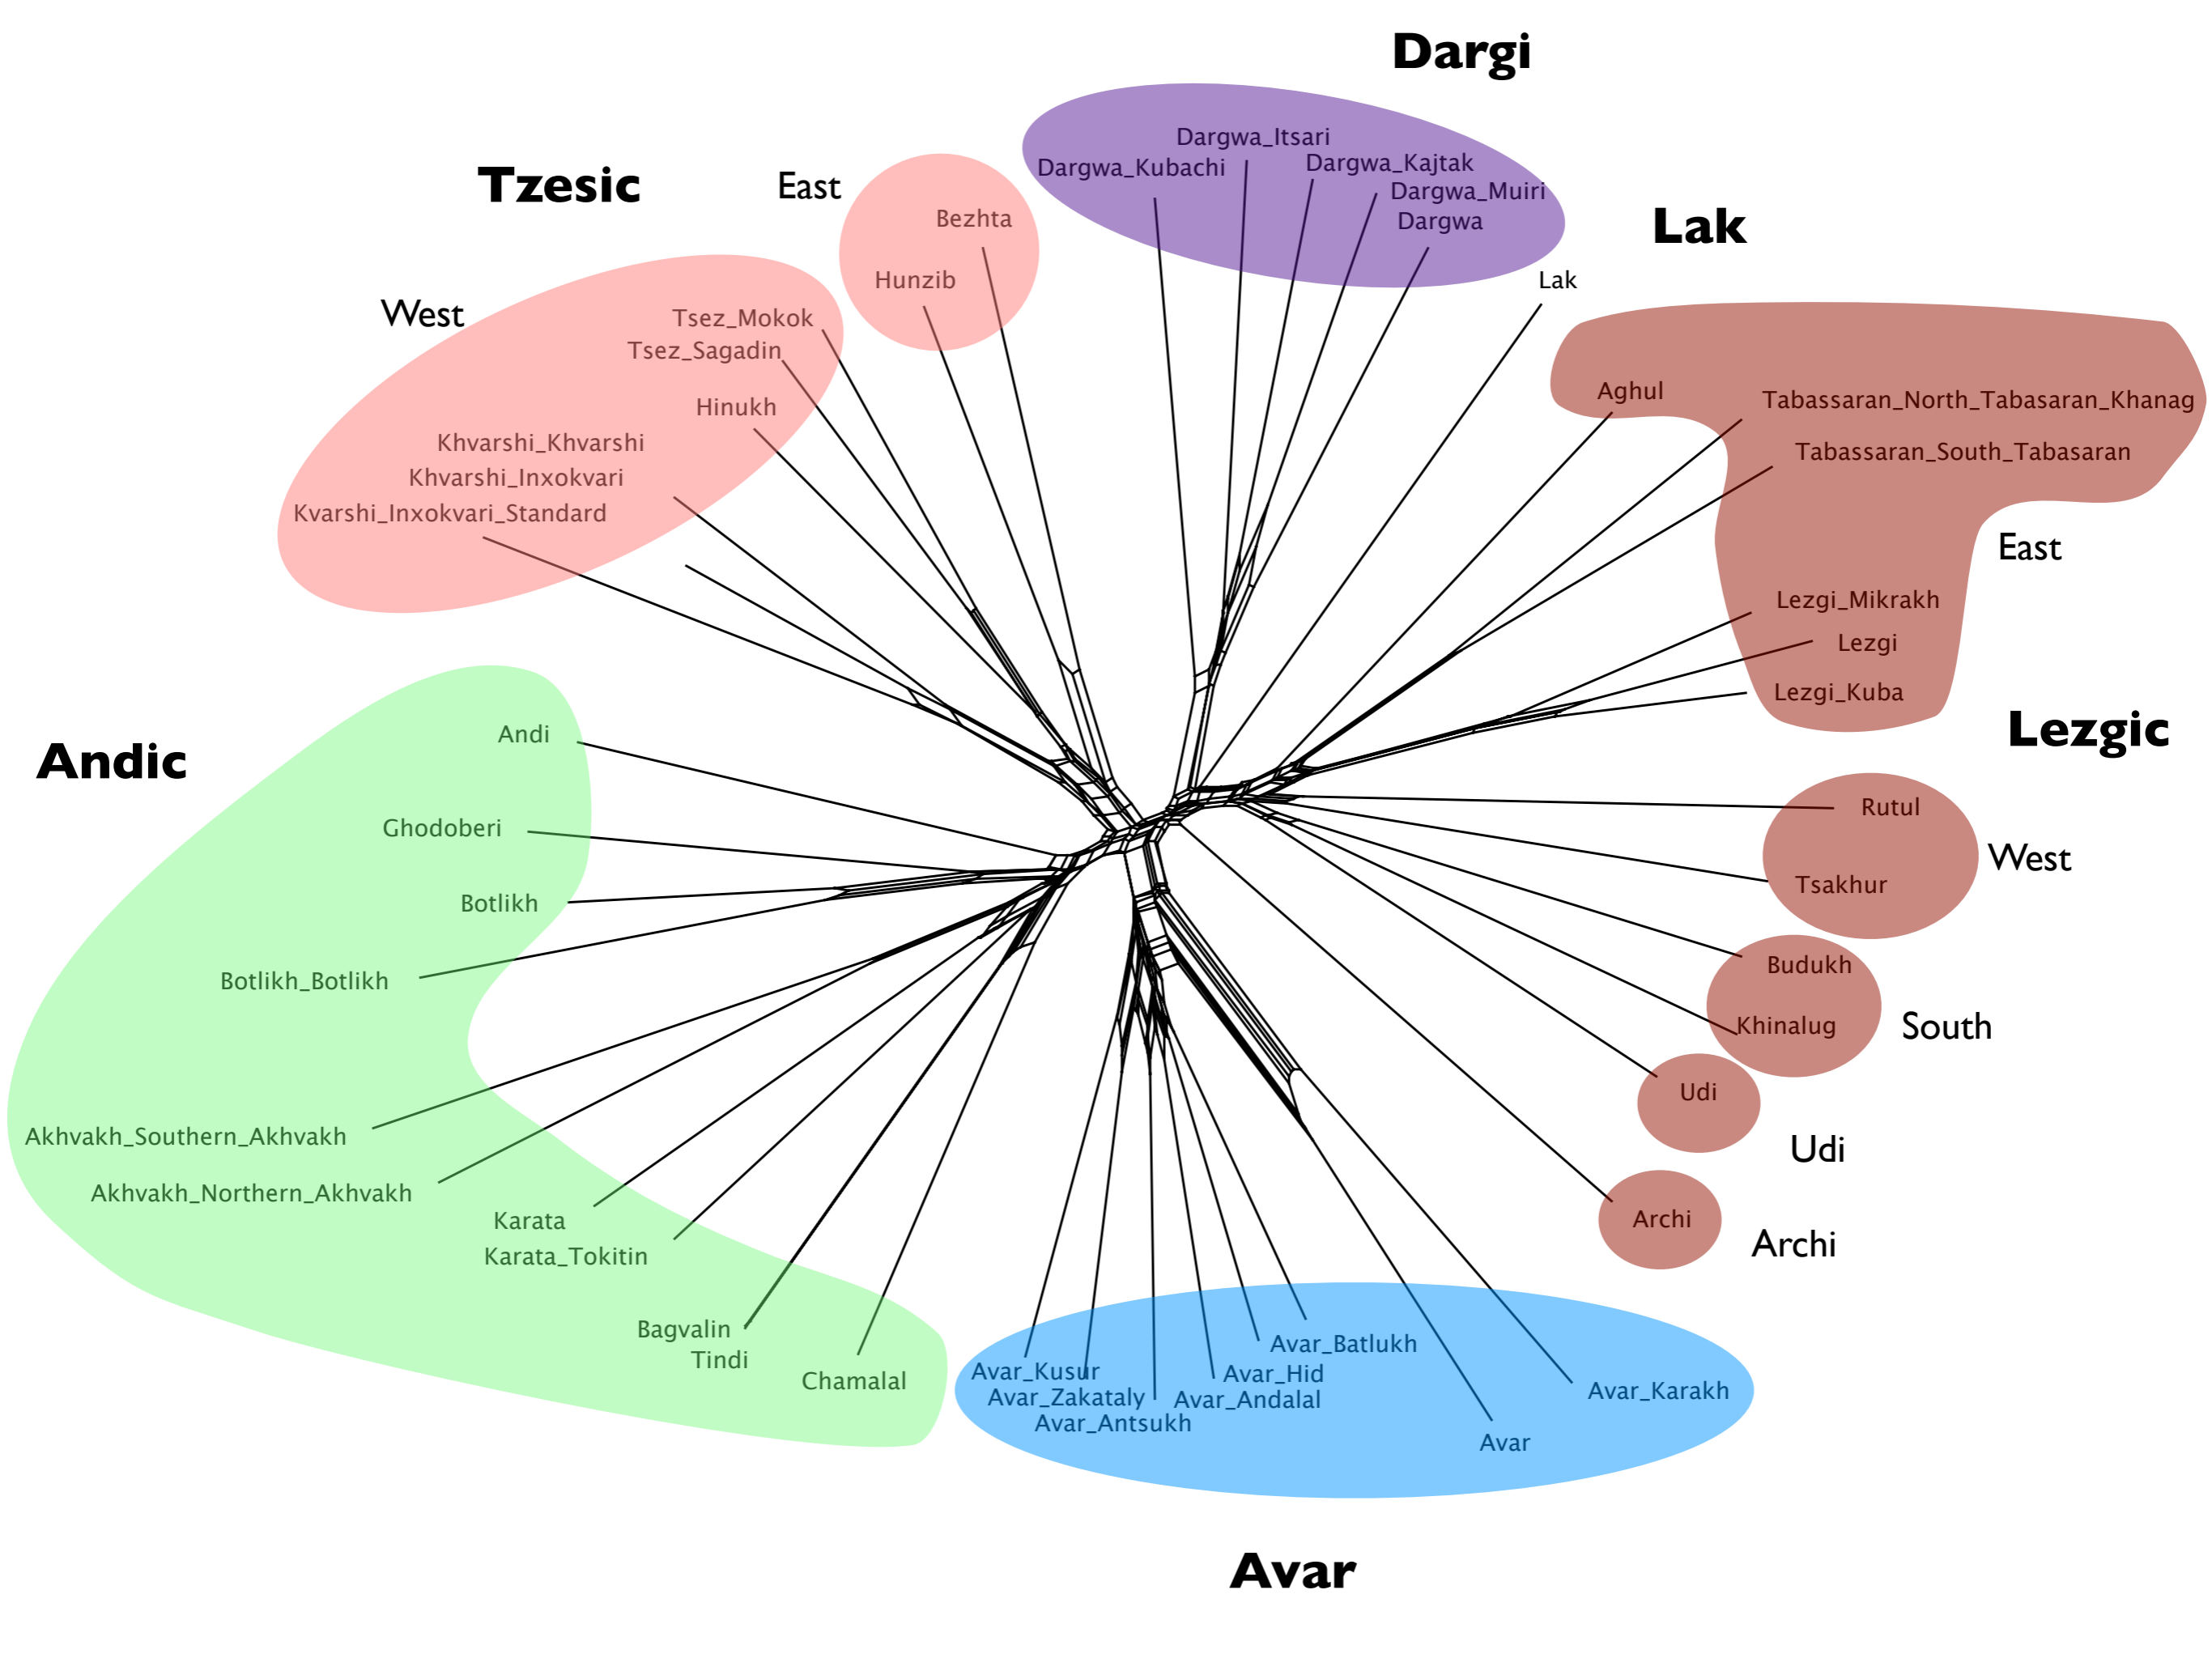 Dargi
Dargwa_Itsari
Dargwa_Kubachi
Dargwa_Kajtak
Dargwa_Muiri
Dargwa
Tzesic
East
Bezhta
Hunzib
West
Tsez_Mokok
Tsez_Sagadin
Hinukh
Khvarshi_Khvarshi
Khvarshi_Inxokvari
Kvarshi_Inxokvari_Standard
Lak
Lak
Aghul
Tabassaran_North_Tabasaran_Khanag
Tabassaran_South_Tabasaran
East
Lezgi_Mikrakh
Lezgi
Lezgi_Kuba
Lezgic
Rutul
West
Tsakhur
Budukh
Khinalug
South
Udi
Udi
Archi
Archi
Andic
Andi
Ghodoberi
Botlikh
Botlikh_Botlikh
Akhvakh_Southern_Akhvakh
Akhvakh_Northern_Akhvakh
Karata
Karata_Tokitin
Bagvalin
Tindi
Chamalal
Avar_Kusur
Avar_Zakataly
Avar_Antsukh
Avar_Batlukh
Avar_Hid
Avar_Andalal
Avar_Karakh
Avar
Avar